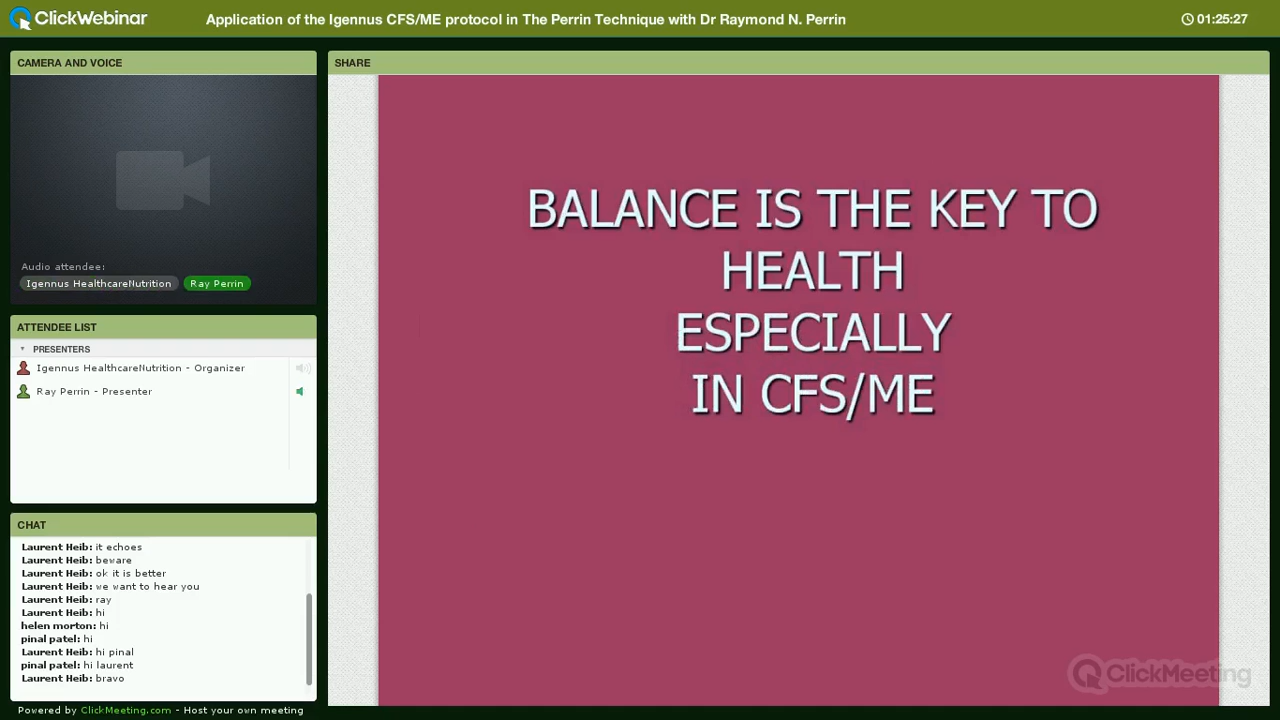 ClickWebinar
Application of the Igennus CFS/ME protocol in The Perrin Technique with Dr Raymond N. Perrin
01:25:27
CAMERA AND VOICE
Audio attendee:
Igennus HealthcareNutrition
Ray Perrin
ATTENDEE LIST
PRESENTERS
Igennus HealthcareNutrition - Organizer
Ray Perrin - Presenter
CHAT
Laurent Heib: it echoes
Laurent Heib: beware
Laurent Heib: ok it is better
Laurent Heib: we want to hear you
Laurent Heib: ray
Laurent Heib: hi
helen morton: hi
pinal patel: hi
Laurent Heib: hi pinal
pinal patel: hi laurent
Laurent Heib: bravo
Powered by ClickMeeting.com - Host your own meeting
SHARE
BALANCE IS THE KEY TO
HEALTH
ESPECIALLY
IN CFS/ME
ClickMeeting